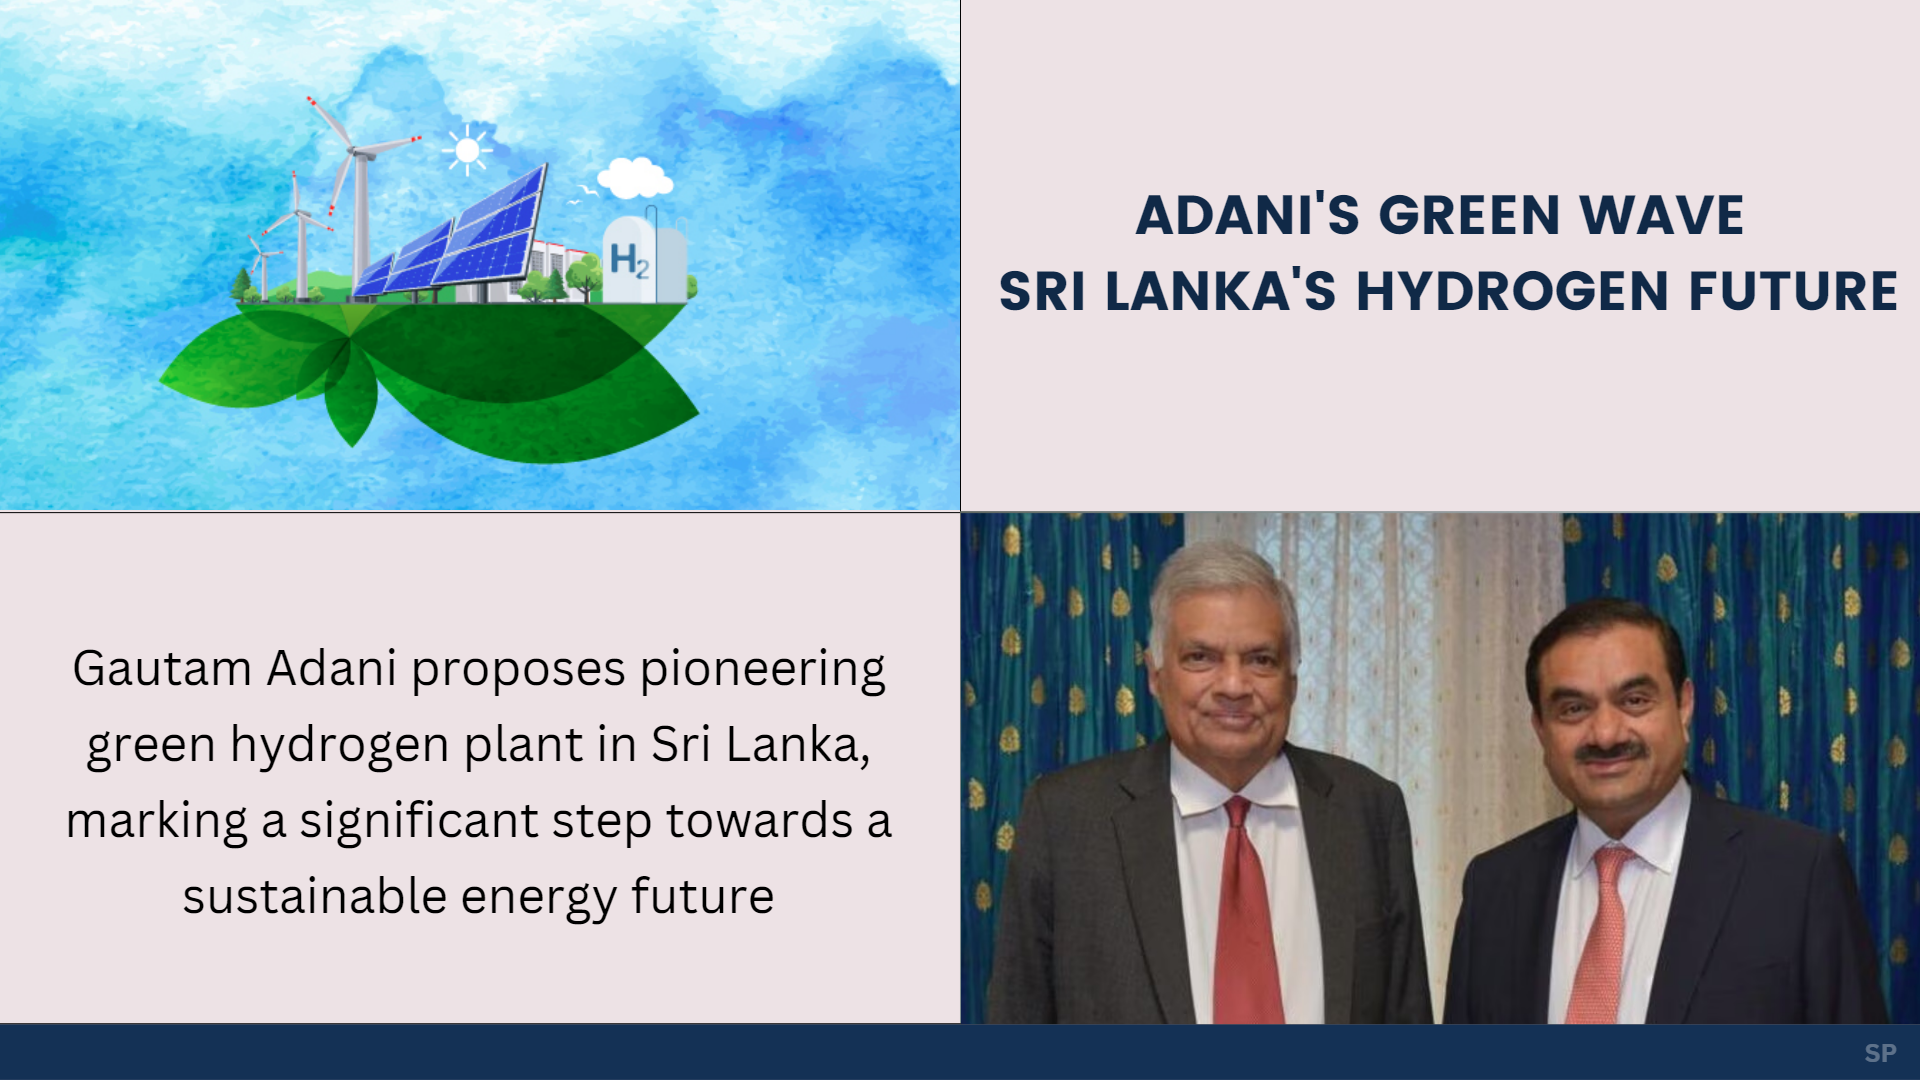 ADANI'S GREEN WAVE
SRI LANKA'S HYDROGEN FUTURE
H2
Gautam Adani proposes pioneering
green hydrogen plant in Sri Lanka,
marking a significant step towards a
sustainable energy future
SP